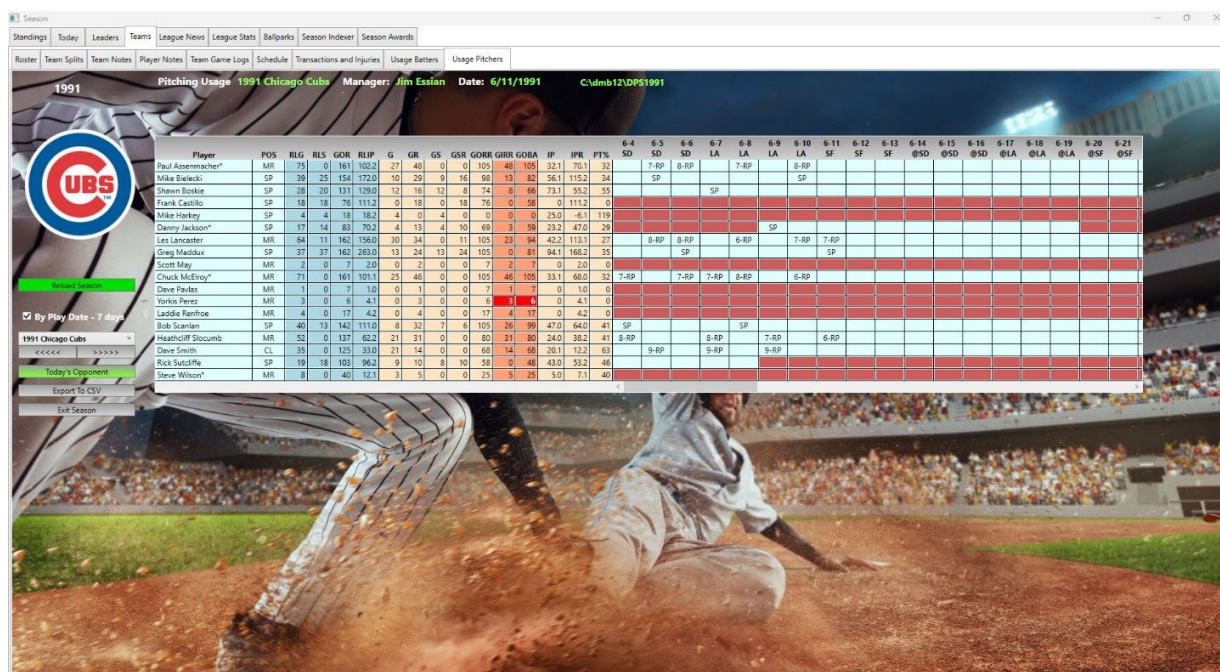 Season
Standings Today Leaders Teams League News League Stats Ballparks Season Indexer Season Awards
Roster Team Splits Team Notes Player Notes Team Game Logs Schedule Transactions and Injuries Usage Batters Usage Pitchers
1991 Pitching Usage 1991 Chicago Cubs Manager: Jim Essian Date: 6/11/1991 C:\dmb12\DPS1991
6-4 6-5 6-6 6-7 6-8 6-9 6-10 6-11 6-12 6-13 6-14 6-15 6-16 6-17 6-18 6-19 6-20 6-21
Player POS RLG RLS GOR RLIP G GR GS GSR GORR GIRR GOBA IP IPR PT% SD SD SD LA LA LA LA SF SF SF @SD @SD @SD @LA @LA @LA @SF @SF
Paul Assenmacher* MR 75 0 161 102.2 27 48 0 0 105 48 105 32.1 70.1 32 7-RP 8-RP 7-RP 8-RP
Mike Bielecki SP 39 25 154 172.0 10 29 9 16 98 13 82 56.1 115.2 34 SP SP
Shawn Boskie SP 28 20 131 129.0 12 16 12 8 74 8 66 73.1 55.2 55 SP
Frank Castillo SP 18 18 76 111.2 0 18 0 18 76 0 58 0 111.2 0
Mike Harkey SP 4 4 18 18.2 4 0 4 0 0 0 0 25.0 -6.1 119
Danny Jackson* SP 17 14 83 70.2 4 13 4 10 69 3 59 23.2 47.0 29 SP
Les Lancaster MR 64 11 162 156.0 30 34 0 11 105 23 94 42.2 113.1 27 8-RP 8-RP 6-RP 7-RP 7-RP
Greg Maddux SP 37 37 162 263.0 13 24 13 24 105 0 81 94.1 168.2 35 SP SP
Scott May MR 2 0 7 2.0 0 2 0 0 7 2 7 0 2.0 0
Chuck McElroy* MR 71 0 161 101.1 25 46 0 0 105 46 105 33.1 68.0 32 7-RP 7-RP 7-RP 8-RP 6-RP
Dave Pavlas MR 1 0 7 1.0 0 1 0 0 7 1 7 0 1.0 0
Yorkis Perez MR 3 0 6 4.1 0 3 0 0 6 3 6 0 4.1 0
Laddie Renfroe MR 4 0 17 4.2 0 4 0 0 17 4 17 0 4.2 0
Bob Scanlan SP 40 13 142 111.0 8 32 7 6 105 26 99 47.0 64.0 41 SP SP
Heathcliff Slocumb MR 52 0 137 62.2 21 31 0 0 80 31 80 24.0 38.2 41 8-RP 8-RP 7-RP 6-RP
Dave Smith CL 35 0 125 33.0 21 14 0 0 68 14 68 20.1 12.2 63 9-RP 9-RP 9-RP
Rick Sutcliffe SP 19 18 103 96.2 9 10 8 10 58 0 48 43.0 53.2 46
Steve Wilson* MR 8 0 40 12.1 3 5 0 0 25 5 25 5.0 7.1 40
CUBS
Reload Season
By Play Date - 7 days
1991 Chicago Cubs
<<<<< >>>>>
Today's Opponent
Export To CSV
Exit Season